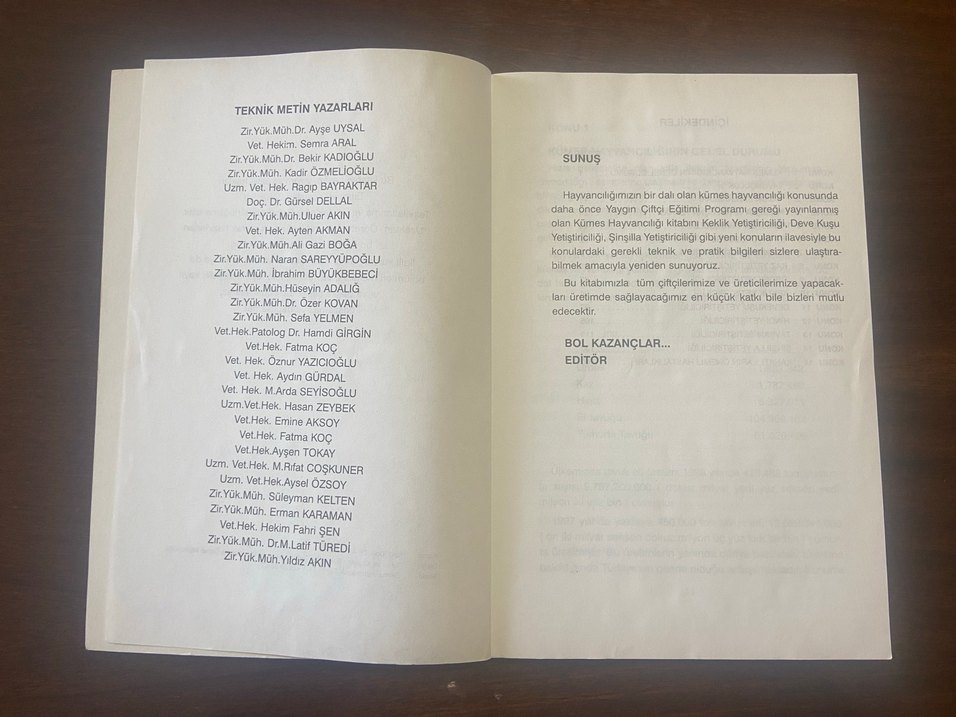 TEKNİK METİN YAZARLARI
Zir.Yük.Müh.Dr. Ayşe UYSAL
Vet. Hekim. Semra ARAL
Zir.Yük.Müh.Dr. Bekir KADIOĞLU
Zir.Yük.Müh. Kadir ÖZMELİOĞLU
Uzm. Vet. Hek. Ragıp BAYRAKTAR
Doç. Dr. Gürsel DELLAL
Zir.Yük.Müh.Uluer AKIN
Vet. Hek. Ayten AKMAN
Zir.Yük.Müh.Ali Gazi BOĞA
Zir.Yük.Müh. Naran SAREYYÜPOĞLU
Zir.Yük.Müh. İbrahim BÜYÜKBEBECİ
Zir.Yük.Müh.Hüseyin ADALIĞ
Zir.Yük.Müh.Dr. Özer KOVAN
Zir.Yük.Müh. Sefa YELMEN
Vet.Hek.Patolog Dr. Hamdi GİRGİN
Vet.Hek. Fatma KOÇ
Vet. Hek. Öznur YAZICIOĞLU
Vet. Hek. Aydın GÜRDAL
Vet. Hek. M.Arda SEYİSOĞLU
Uzm.Vet.Hek. Hasan ZEYBEK
Vet.Hek. Emine AKSOY
Vet.Hek. Fatma KOÇ
Vet.Hek.Ayşen TOKAY
Uzm. Vet.Hek. M.Rıfat COŞKUNER
Uzm. Vet.Hek.Aysel ÖZSOY
Zir.Yük.Müh. Süleyman KELTEN
Zir.Yük.Müh. Erman KARAMAN
Vet.Hek. Hekim Fahri ŞEN
Zir.Yük.Müh. Dr.M.Latif TÜREDİ
Zir.Yük.Müh.Yıldız AKIN
SUNUŞ
Hayvancılığımızın bir dalı olan kümes hayvancılığı konusunda
daha önce Yaygın Çiftçi Eğitimi Programı gereği yayınlanmış
olan Kümes Hayvancılığı kitabını Keklik Yetiştiriciliği, Deve Kuşu
Yetiştiriciliği, Şinşilla Yetiştiriciliği gibi yeni konuların ilavesiyle bu
konulardaki gerekli teknik ve pratik bilgileri sizlere ulaştıra-
bilmek amacıyla yeniden sunuyoruz.
Bu kitabımızla tüm çiftçilerimize ve üreticilerimize yapacak-
ları üretimde sağlayacağımız en küçük katkı bile bizleri mutlu
edecektir.
BOL KAZANÇLAR...
EDİTÖR